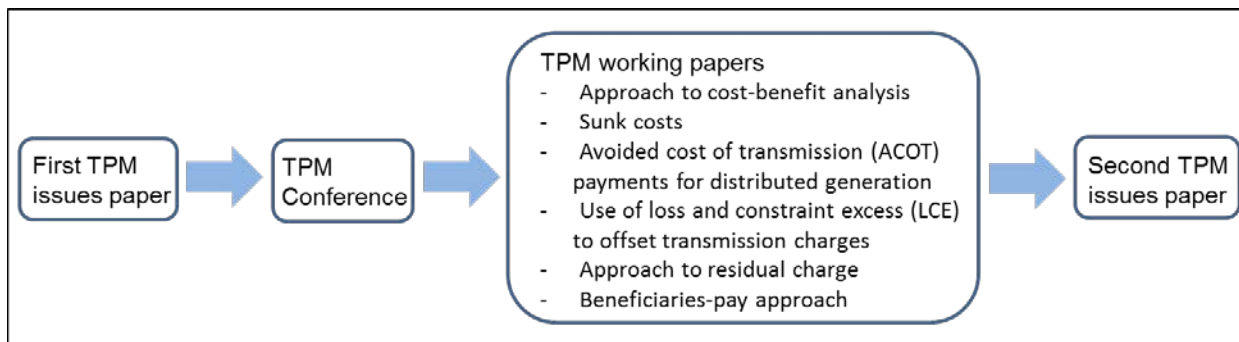 First TPM
issues paper
TPM
Conference
TPM working papers
- Approach to cost-benefit analysis
- Sunk costs
- Avoided cost of transmission (ACOT)
payments for distributed generation
- Use of loss and constraint excess (LCE)
to offset transmission charges
- Approach to residual charge
- Beneficiaries-pay approach
Second TPM
issues paper